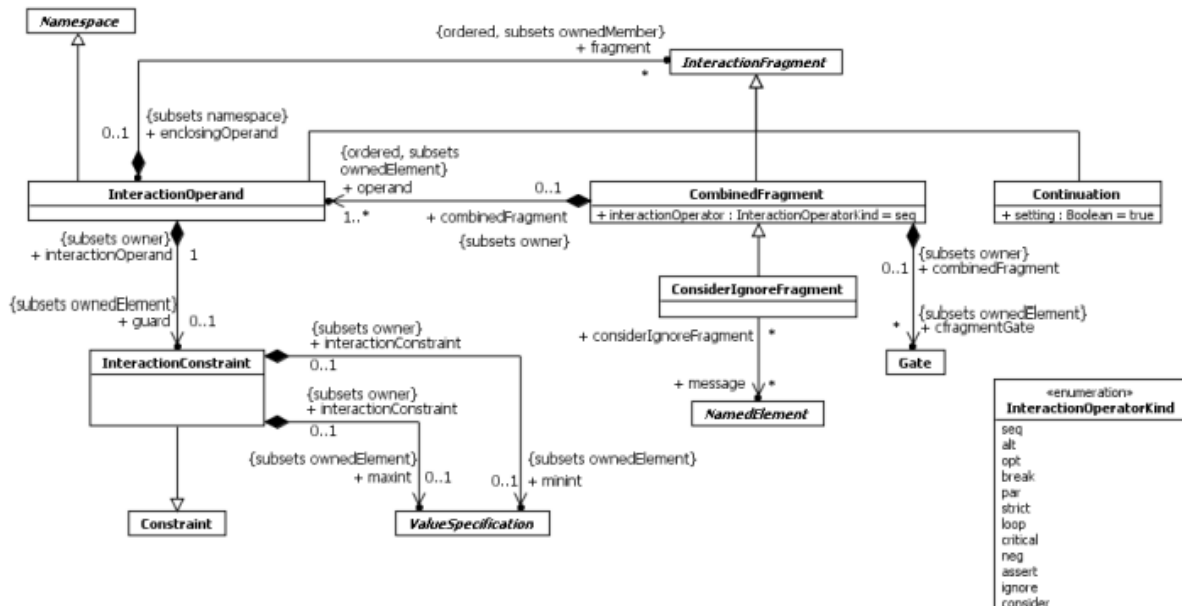 Namespace
{ordered, subsets ownedMember}
+ fragment
*
InteractionFragment
{subsets namespace}
0..1
+ enclosingOperand
{ordered, subsets
ownedElement}
+ operand
0..1
1..*
+ combinedFragment
{subsets owner}
InteractionOperand
CombinedFragment
+ interactionOperator : InteractionOperatorKind = seq
Continuation
+ setting : Boolean = true
{subsets owner}
+ interactionOperand
1
{subsets owner}
0..1
+ combinedFragment
ConsiderIgnoreFragment
{subsets ownedElement}
+ guard
0..1
{subsets owner}
+ interactionConstraint
0..1
+ considerIgnoreFragment
*
{subsets ownedElement}
*
+ cfragmentGate
InteractionConstraint
Gate
{subsets owner}
+ interactionConstraint
0..1
+ message
*
NamedElement
{subsets ownedElement}
+ maxint
0..1
{subsets ownedElement}
0..1
+ minint
Constraint
ValueSpecification
«enumeration»
InteractionOperatorKind
seq
alt
opt
break
par
strict
loop
critical
neg
assert
ignore
consider